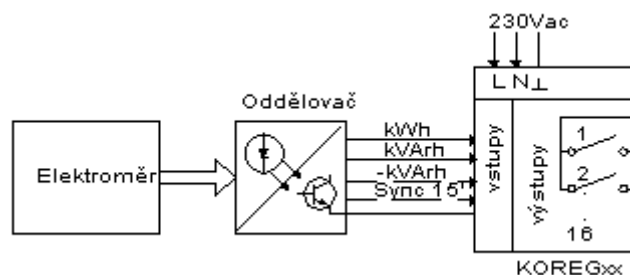 230Vac
L N⊥
Oddělovač
Elektroměr
kWh
kVArh
-kVArh
Sync 15'
vstupy
výstupy
1
2
.
.
16
KOREGxx